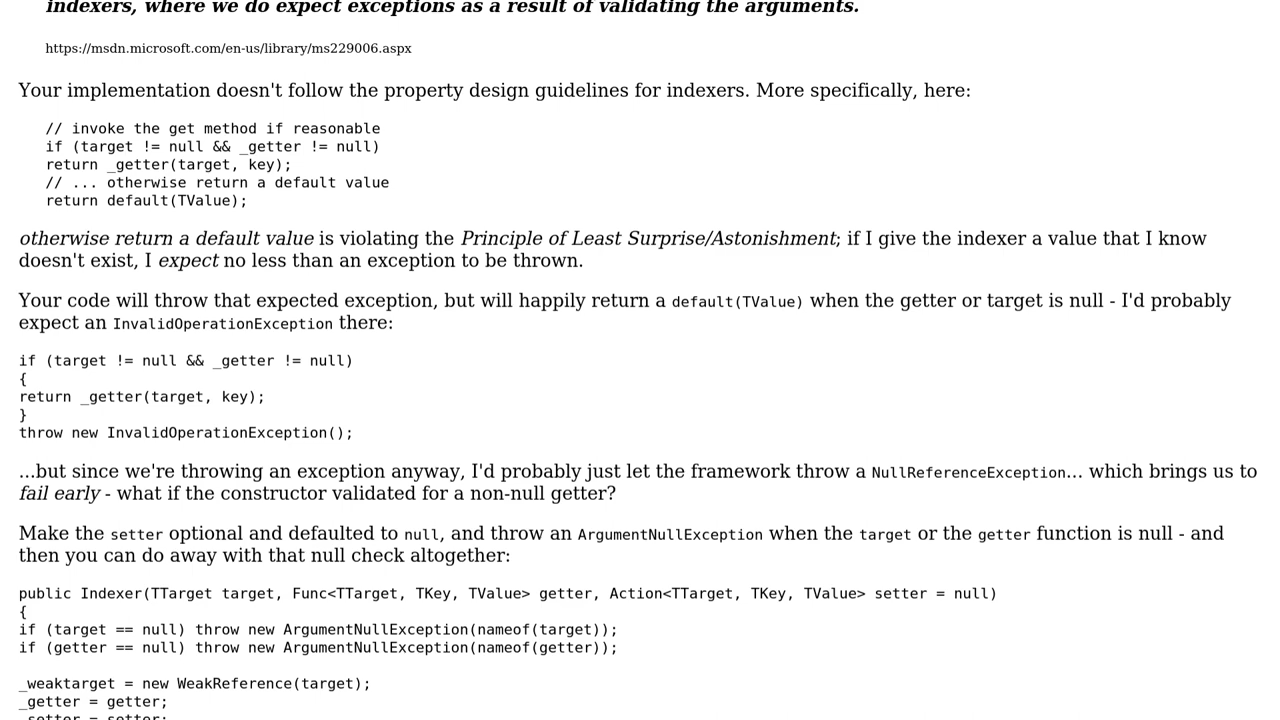 indexers, where we do expect exceptions as a result of validating the arguments.
https://msdn.microsoft.com/en-us/library/ms229006.aspx
Your implementation doesn't follow the property design guidelines for indexers. More specifically, here:
// invoke the get method if reasonable
if (target != null && _getter != null)
return _getter(target, key);
// ... otherwise return a default value
return default(TValue);
otherwise return a default value is violating the Principle of Least Surprise/Astonishment; if I give the indexer a value that I know
doesn't exist, I expect no less than an exception to be thrown.
Your code will throw that expected exception, but will happily return a default(TValue) when the getter or target is null - I'd probably
expect an InvalidOperationException there:
if (target != null && _getter != null)
{
return _getter(target, key);
}
throw new InvalidOperationException();
...but since we're throwing an exception anyway, I'd probably just let the framework throw a NullReferenceException... which brings us to
fail early - what if the constructor validated for a non-null getter?
Make the setter optional and defaulted to null, and throw an ArgumentNullException when the target or the getter function is null - and
then you can do away with that null check altogether:
public Indexer(TTarget target, Func<TTarget, TKey, TValue> getter, Action<TTarget, TKey, TValue> setter = null)
{
if (target == null) throw new ArgumentNullException(nameof(target));
if (getter == null) throw new ArgumentNullException(nameof(getter));
_weaktarget = new WeakReference(target);
_getter = getter;
_setter = setter;